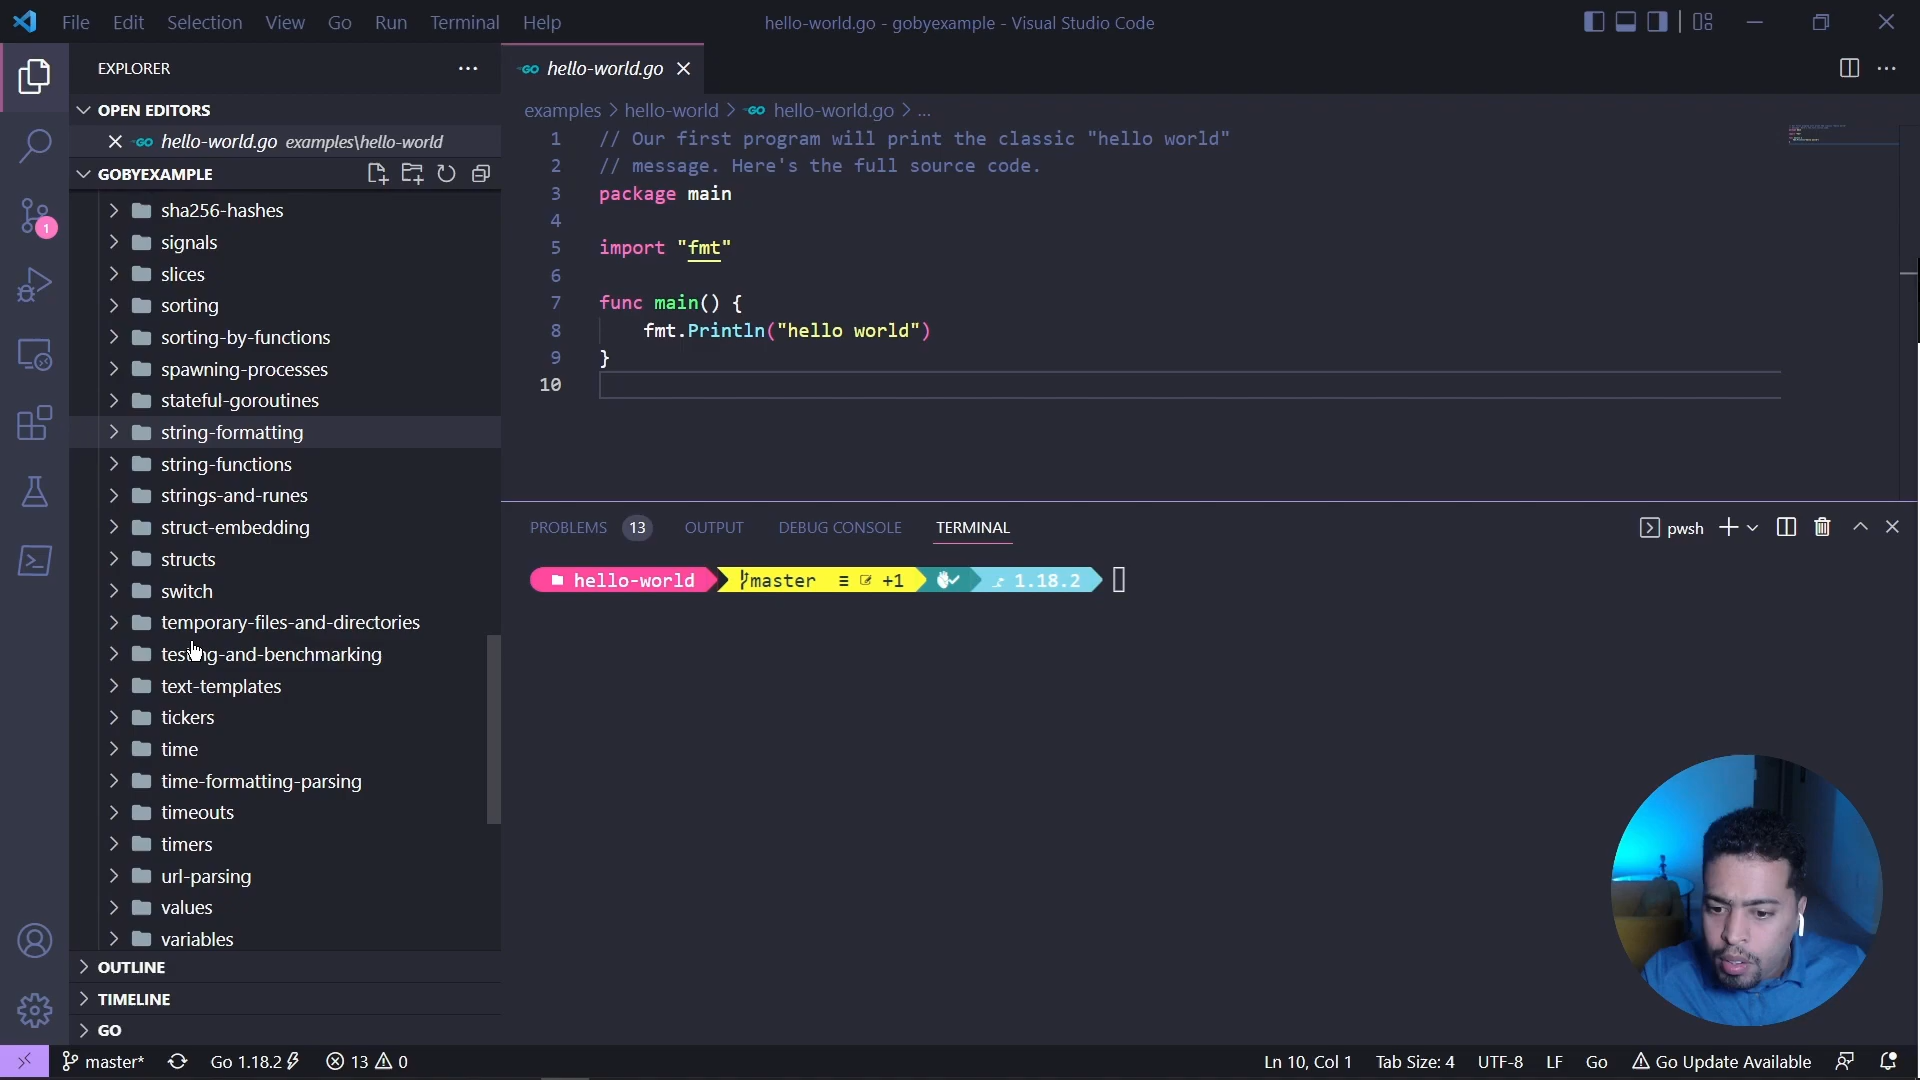 File Edit Selection View Go Run Terminal Help
hello-world.go - gobyexample - Visual Studio Code
EXPLORER
OPEN EDITORS
GO hello-world.go examples\hello-world
GOBYEXAMPLE
sha256-hashes
signals
slices
sorting
sorting-by-functions
spawning-processes
stateful-goroutines
string-formatting
string-functions
strings-and-runes
struct-embedding
structs
switch
temporary-files-and-directories
testing-and-benchmarking
text-templates
tickers
time
time-formatting-parsing
timeouts
timers
url-parsing
values
variables
OUTLINE
TIMELINE
GO
1
GO hello-world.go
examples > hello-world > GO hello-world.go > ...
1 // Our first program will print the classic "hello world"
2 // message. Here's the full source code.
3 package main
4
5 import "fmt"
6
7 func main() {
8 fmt.Println("hello world")
9 }
10
PROBLEMS 13 OUTPUT DEBUG CONSOLE TERMINAL
pwsh
hello-world master ≡ +1 1.18.2
master* Go 1.18.2 13 0
Ln 10, Col 1 Tab Size: 4 UTF-8 LF Go Go Update Available